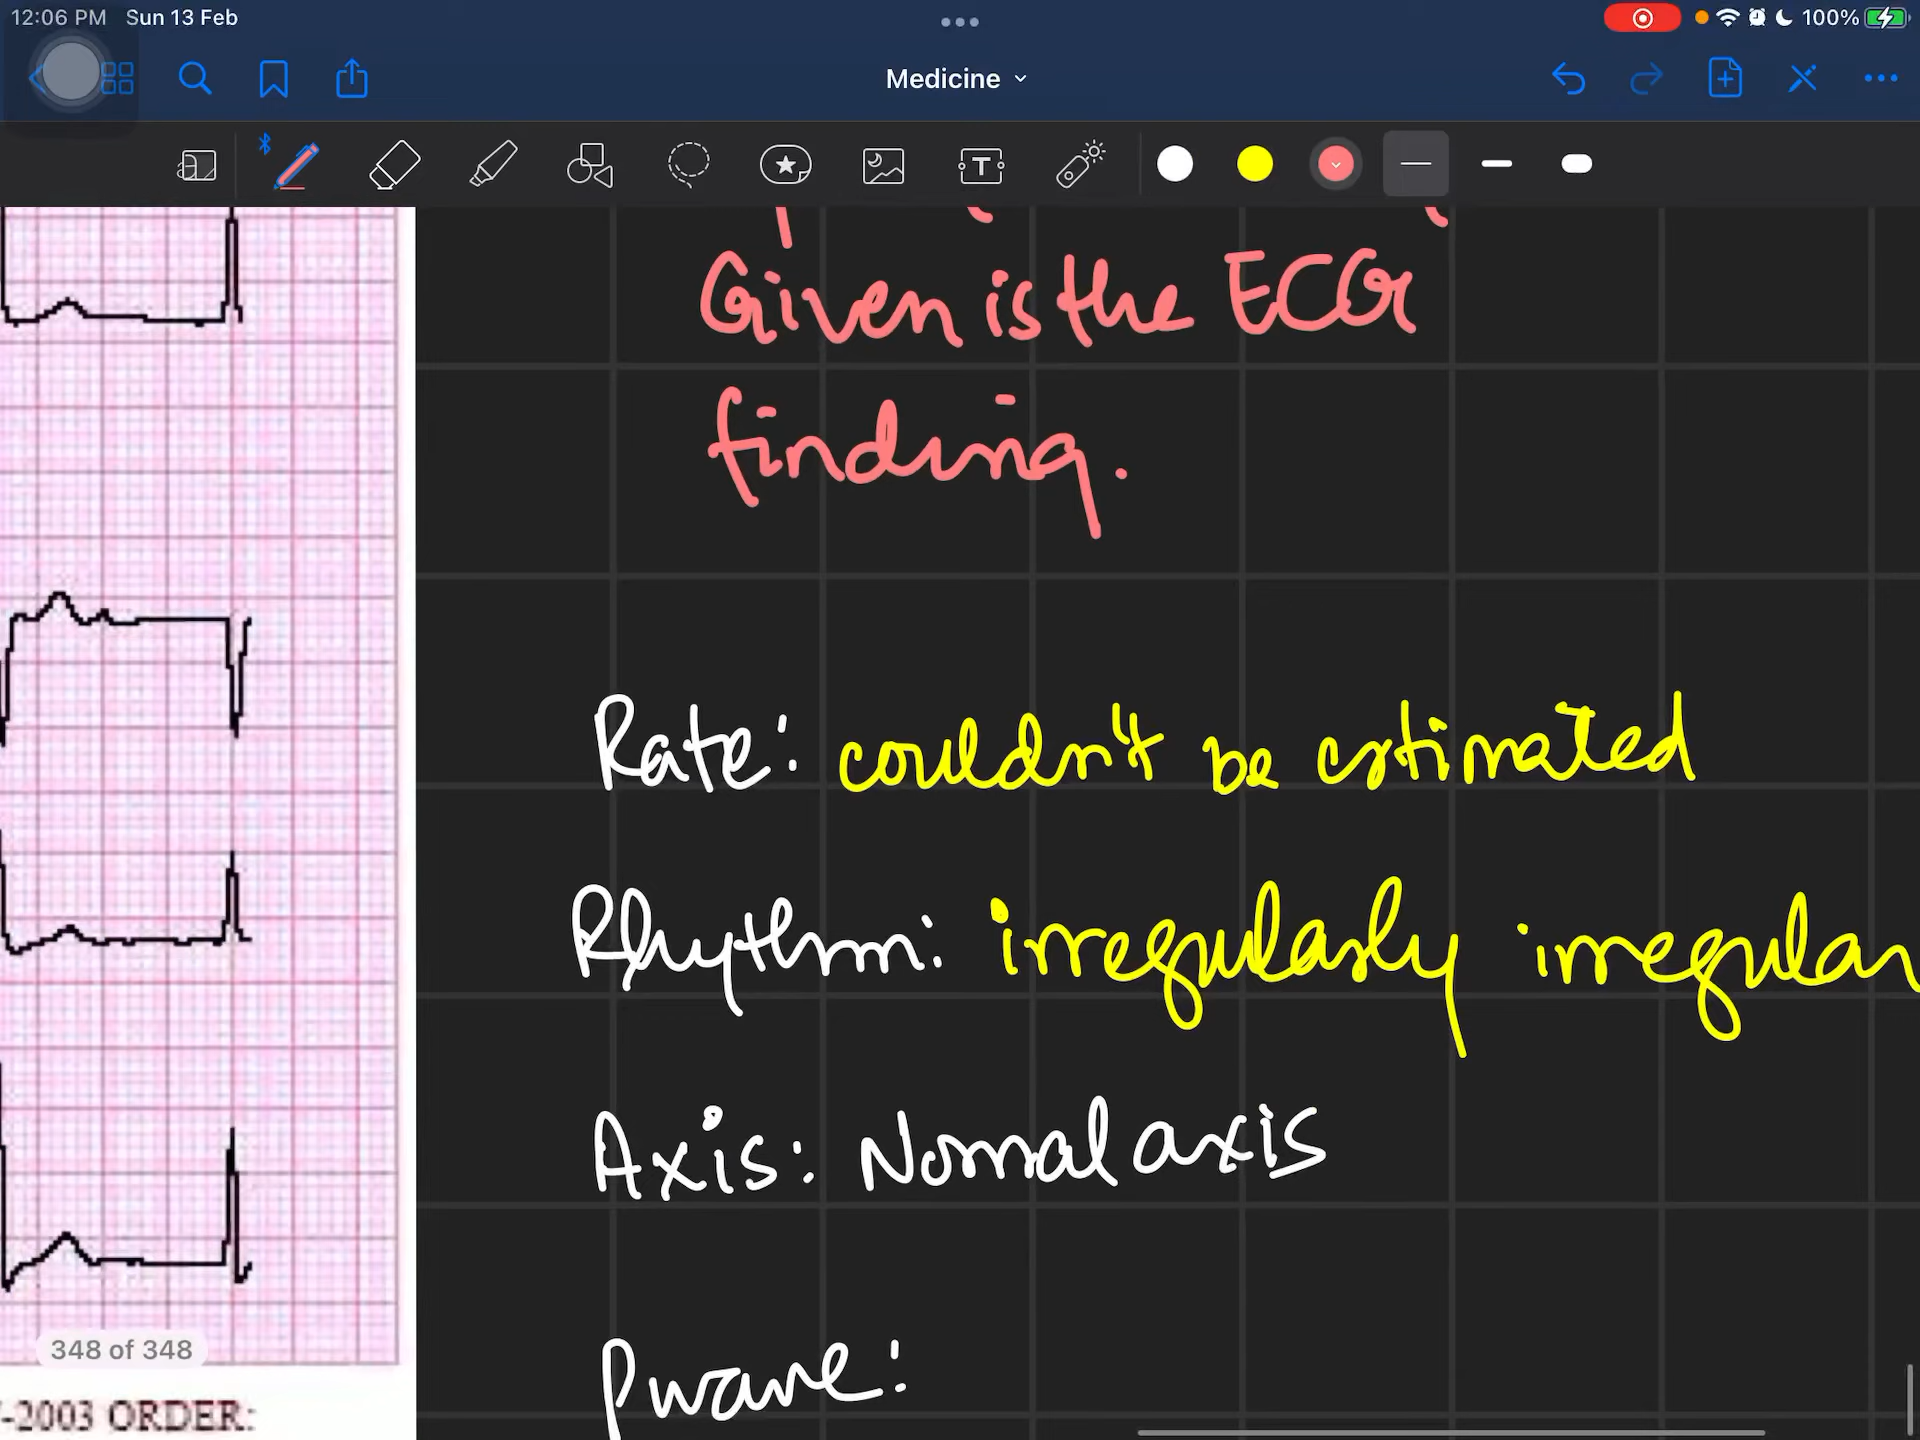 12:06 PM Sun 13 Feb
100%
Medicine
T
Given is the ECG
finding.
Rate: couldn't be estimated
Rhythm: irregularly irregular
Axis: Normal axis
P wave:
348 of 348
-2003 ORDER: